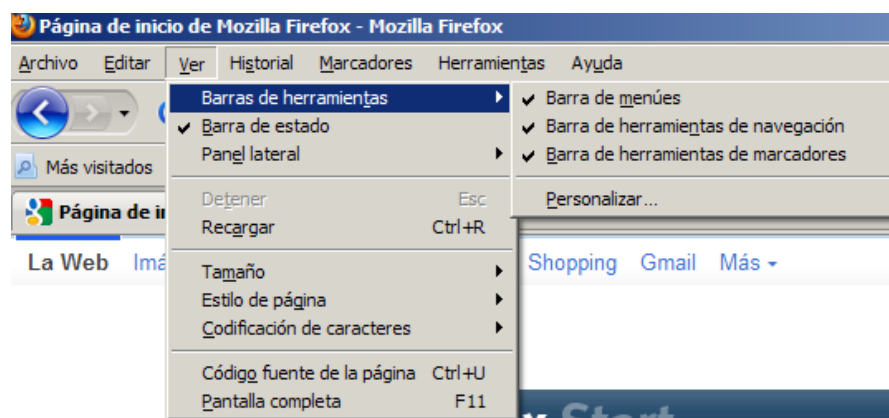 Página de inicio de Mozilla Firefox - Mozilla Firefox
Archivo Editar Ver Historial Marcadores Herramientas Ayuda
Barras de herramientas
Barra de estado
Panel lateral
Detener Esc
Recargar Ctrl+R
Tamaño
Estilo de página
Codificación de caracteres
Código fuente de la página Ctrl+U
Pantalla completa F11
Barra de menúes
Barra de herramientas de navegación
Barra de herramientas de marcadores
Personalizar...
Más visitados
Página de
La Web
Shopping Gmail Más
Start